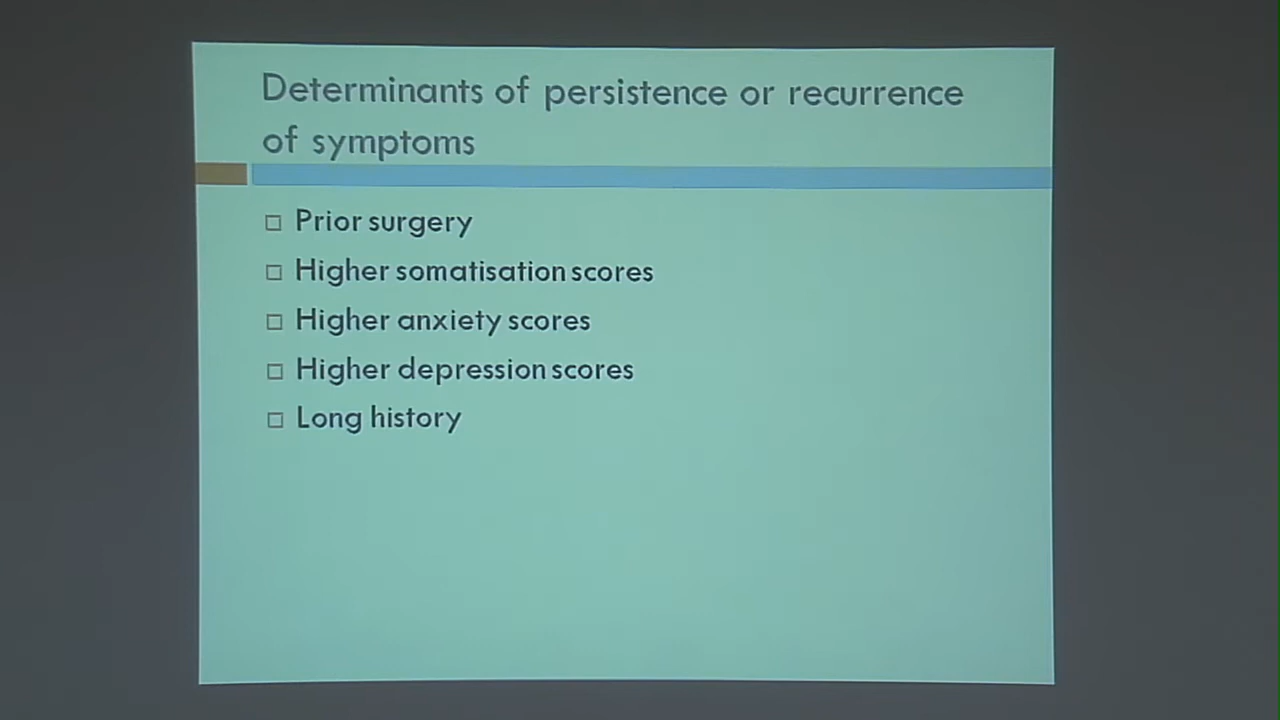 Determinants of persistence or recurrence
of symptoms
Prior surgery
Higher somatisation scores
Higher anxiety scores
Higher depression scores
Long history